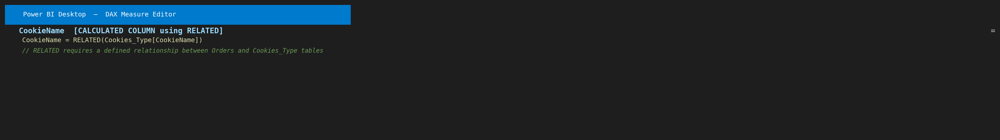 Power BI Desktop — DAX Measure Editor
CookieName [CALCULATED COLUMN using RELATED] =
CookieName = RELATED(Cookies_Type[CookieName])
// RELATED requires a defined relationship between Orders and Cookies_Type tables